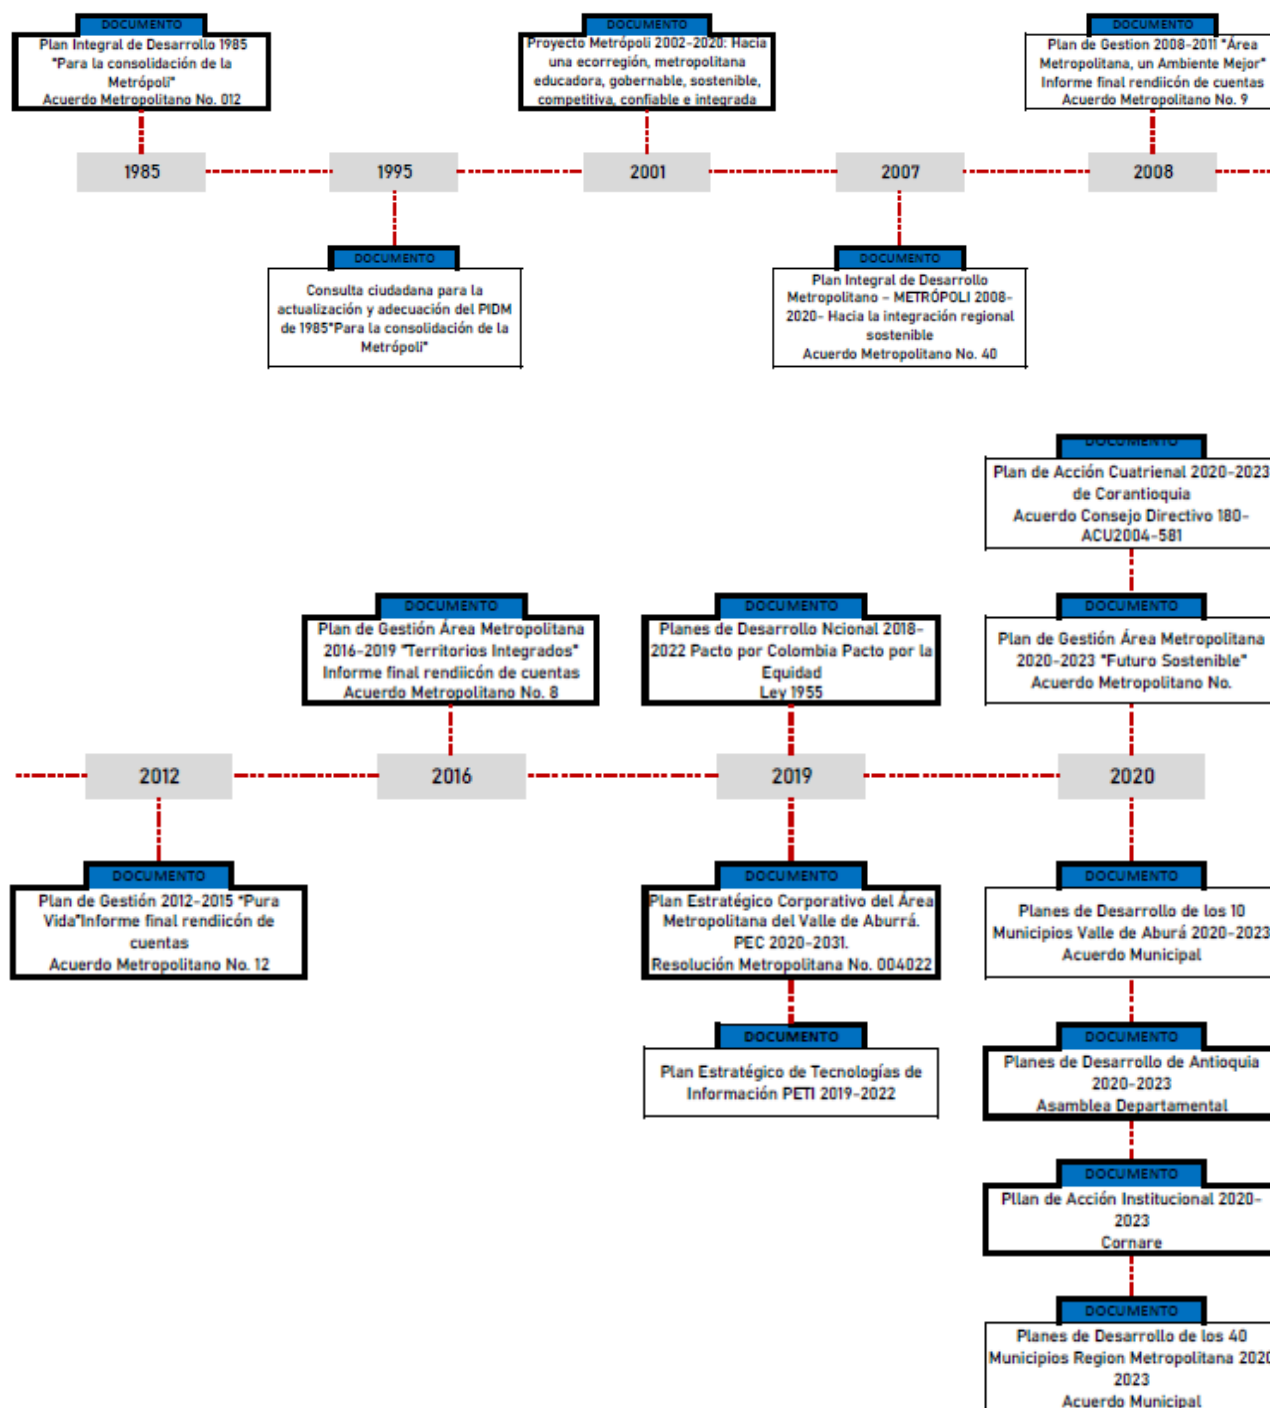 DOCUMENTO
Plan Integral de Desarrollo 1985
"Para la consolidación de la
Metrópoli"
Acuerdo Metropolitano No. 012
DOCUMENTO
Proyecto Metrópoli 2002-2020: Hacia
una ecorregión, metropolitana
educadora, gobernable, sostenible,
competitiva, confiable e integrada
DOCUMENTO
Plan de Gestion 2008-2011 "Área
Metropolitana, un Ambiente Mejor"
Informe final rendiicón de cuentas
Acuerdo Metropolitano No. 9
1985
1995
2001
2007
2008
DOCUMENTO
Consulta ciudadana para la
actualización y adecuación del PIDM
de 1985"Para la consolidación de la
Metrópoli"
DOCUMENTO
Plan Integral de Desarrollo
Metropolitano – METRÓPOLI 2008-
2020- Hacia la integración regional
sostenible
Acuerdo Metropolitano No. 40
DOCUMENTO
Plan de Acción Cuatrienal 2020-2023
de Corantioquia
Acuerdo Consejo Directivo 180-
ACU2004-581
DOCUMENTO
Plan de Gestión Área Metropolitana
2016-2019 "Territorios Integrados"
Informe final rendiicón de cuentas
Acuerdo Metropolitano No. 8
DOCUMENTO
Planes de Desarrollo Ncional 2018-
2022 Pacto por Colombia Pacto por la
Equidad
Ley 1955
DOCUMENTO
Plan de Gestión Área Metropolitana
2020-2023 "Futuro Sostenible"
Acuerdo Metropolitano No.
2012
2016
2019
2020
DOCUMENTO
Plan de Gestión 2012-2015 "Pura
Vida"Informe final rendiicón de
cuentas
Acuerdo Metropolitano No. 12
DOCUMENTO
Plan Estratégico Corporativo del Área
Metropolitana del Valle de Aburrá.
PEC 2020-2031.
Resolución Metropolitana No. 004022
DOCUMENTO
Planes de Desarrollo de los 10
Municipios Valle de Aburá 2020-2023
Acuerdo Municipal
DOCUMENTO
Plan Estratégico de Tecnologías de
Información PETI 2019-2022
DOCUMENTO
Planes de Desarrollo de Antioquia
2020-2023
Asamblea Departamental
DOCUMENTO
Pllan de Acción Institucional 2020-
2023
Cornare
DOCUMENTO
Planes de Desarrollo de los 40
Municipios Region Metropolitana 2020
2023
Acuerdo Municipal